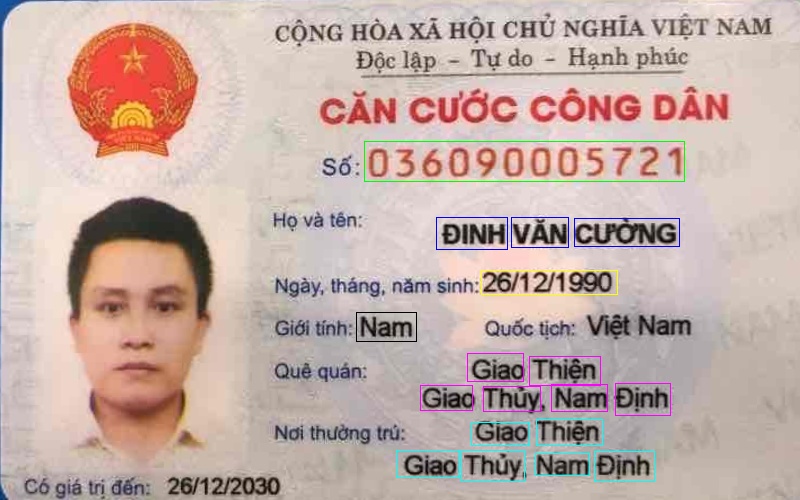 CỘNG HÒA XÃ HỘI CHỦ NGHĨA VIỆT NAM
Độc lập - Tự do - Hạnh phúc
CĂN CƯỚC CÔNG DÂN
Số: 036090005721
Họ và tên:
ĐINH VĂN CƯỜNG
Ngày, tháng, năm sinh: 26/12/1990
Giới tính: Nam Quốc tịch: Việt Nam
Quê quán: Giao Thiện
Giao Thủy, Nam Định
Nơi thường trú: Giao Thiện
Giao Thủy, Nam Định
Có giá trị đến: 26/12/2030